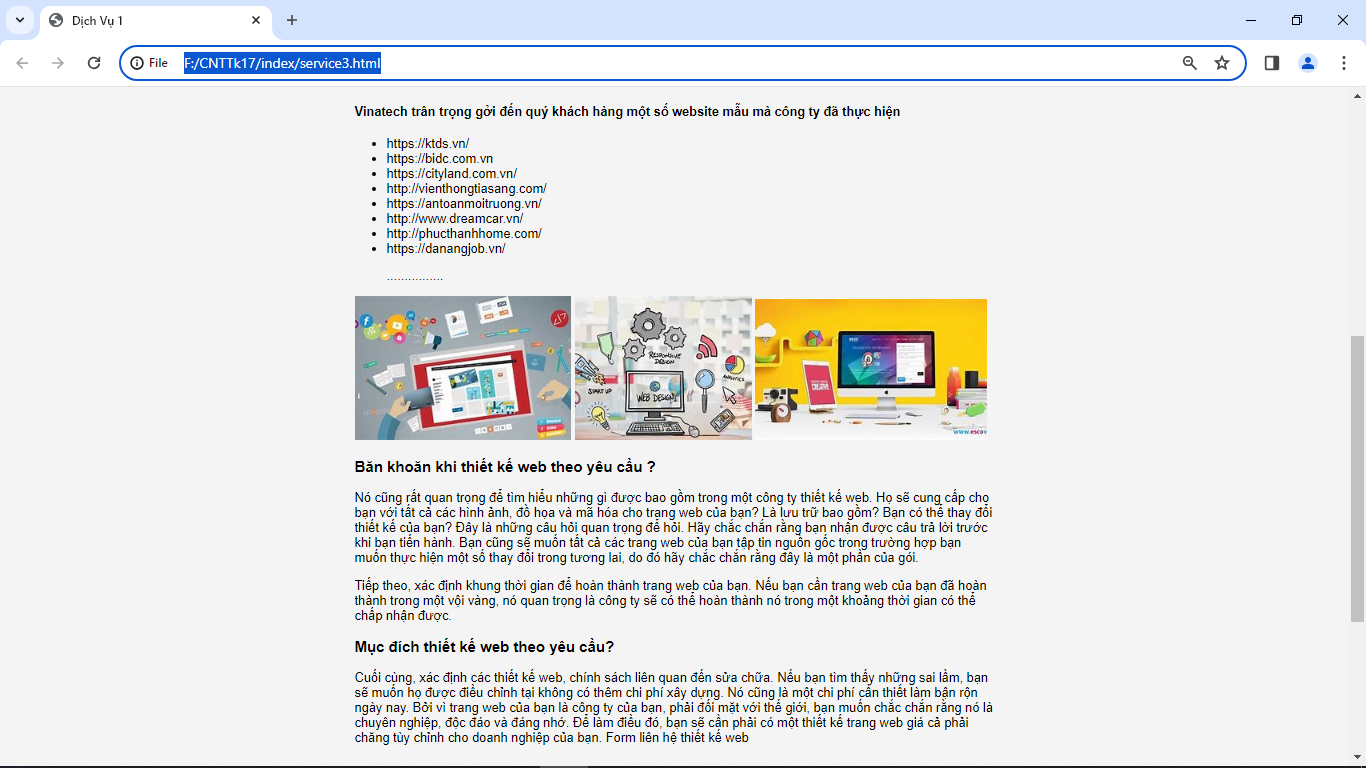 Dịch Vụ 1
File F:/CNTTk17/index/service3.html
Vinatech trân trọng gởi đến quý khách hàng một số website mẫu mà công ty đã thực hiện
https://ktds.vn/
https://bidc.com.vn
https://cityland.com.vn/
http://vienthongtiasang.com/
https://antoanmoitruong.vn/
http://www.dreamcar.vn/
http://phucthanhhome.com/
https://danangjob.vn/
................
RESPONSIVE
DESIGN
START UP
WEB DESIGN
ANALYTICS
CREATIVE
www.escov
Băn khoăn khi thiết kế web theo yêu cầu ?
Nó cũng rất quan trọng để tìm hiểu những gì được bao gồm trong một công ty thiết kế web. Họ sẽ cung cấp cho
bạn với tất cả các hình ảnh, đồ họa và mã hóa cho trang web của bạn? Là lưu trữ bao gồm? Bạn có thể thay đổi
thiết kế của bạn? Đây là những câu hỏi quan trọng để hỏi. Hãy chắc chắn rằng bạn nhận được câu trả lời trước
khi bạn tiến hành. Bạn cũng sẽ muốn tất cả các trang web của bạn tập tin nguồn gốc trong trường hợp bạn
muốn thực hiện một số thay đổi trong tương lai, do đó hãy chắc chắn rằng đây là một phần của gói.
Tiếp theo, xác định khung thời gian để hoàn thành trang web của bạn. Nếu bạn cần trang web của bạn đã hoàn
thành trong một vội vàng, nó quan trọng là công ty sẽ có thể hoàn thành nó trong một khoảng thời gian có thể
chấp nhận được.
Mục đích thiết kế web theo yêu cầu?
Cuối cùng, xác định các thiết kế web, chính sách liên quan đến sửa chữa. Nếu bạn tìm thấy những sai lầm, bạn
sẽ muốn họ được điều chỉnh tại không có thêm chi phí xây dựng. Nó cũng là một chi phí cần thiết làm bận rộn
ngày nay. Bởi vì trang web của bạn là công ty của bạn, phải đối mặt với thế giới, bạn muốn chắc chắn rằng nó là
chuyên nghiệp, độc đáo và đáng nhớ. Để làm điều đó, bạn sẽ cần phải có một thiết kế trang web giá cả phải
chăng tùy chỉnh cho doanh nghiệp của bạn. Form liên hệ thiết kế web